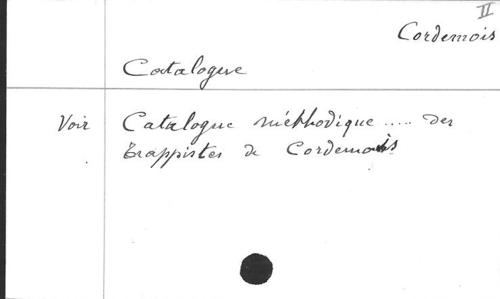 II
Cordemois
Catalogue
Voir Catalogue méthodique ..... des
Trappistes de Cordemois